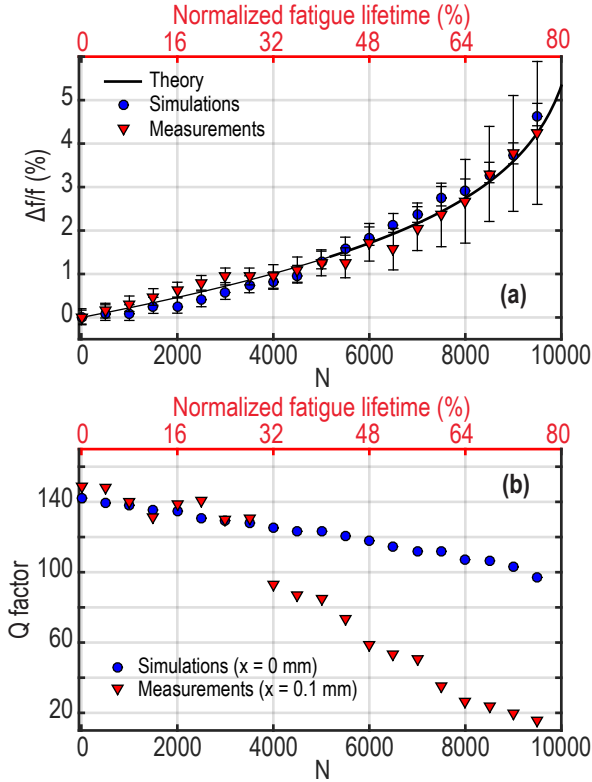 Normalized fatigue lifetime (%)
0 16 32 48 64 80
Theory
Simulations
Measurements
Δf/f (%)
5
4
3
2
1
0
(a)
0 2000 4000 6000 8000 10000
N
Normalized fatigue lifetime (%)
0 16 32 48 64 80
(b)
Q factor
140
100
60
20
Simulations (x = 0 mm)
Measurements (x = 0.1 mm)
0 2000 4000 6000 8000 10000
N